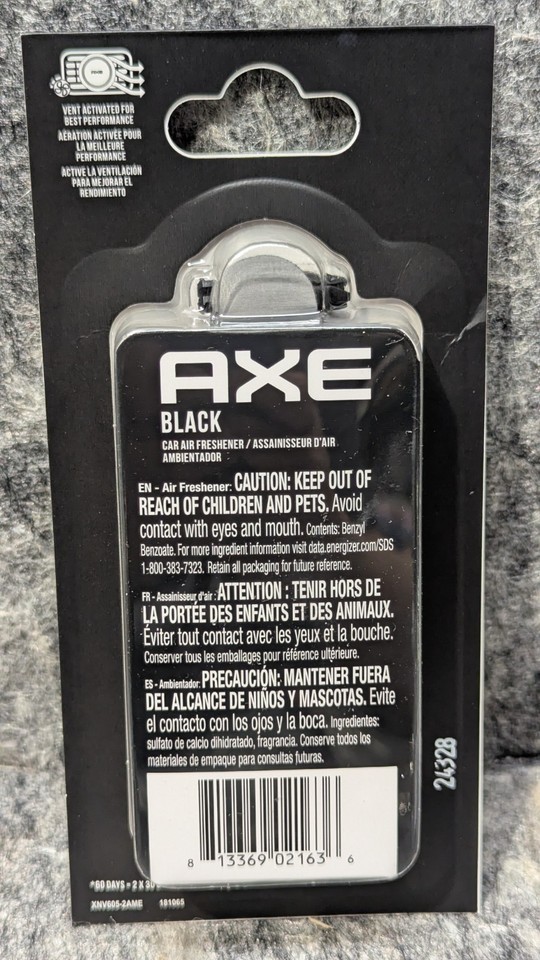 VENT ACTIVATED FOR
BEST PERFORMANCE
AÉRATION ACTIVÉE POUR
LA MEILLEURE
PERFORMANCE
ACTIVE LA VENTILACIÓN
PARA MEJORAR EL
RENDIMIENTO
AXE
BLACK
CAR AIR FRESHENER / ASSAINISSEUR D'AIR
AMBIENTADOR
EN - Air Freshener: CAUTION: KEEP OUT OF
REACH OF CHILDREN AND PETS. Avoid
contact with eyes and mouth. Contents: Benzyl
Benzoate. For more ingredient information visit data.energizer.com/SDS
1-800-383-7323. Retain all packaging for future reference.
FR - Assainisseur d'air: ATTENTION : TENIR HORS DE
LA PORTÉE DES ENFANTS ET DES ANIMAUX.
Éviter tout contact avec les yeux et la bouche.
Conserver tous les emballages pour référence ultérieure.
ES - Ambientador: PRECAUCIÓN: MANTENER FUERA
DEL ALCANCE DE NIÑOS Y MASCOTAS. Evite
el contacto con los ojos y la boca. Ingredientes:
sulfato de calcio dihidratado, fragrancia. Conserve todos los
materiales de empaque para consultas futuras.
24328
8 13369 02163 6
*60 DAYS = 2 X 30
XNV605-2AME 181065